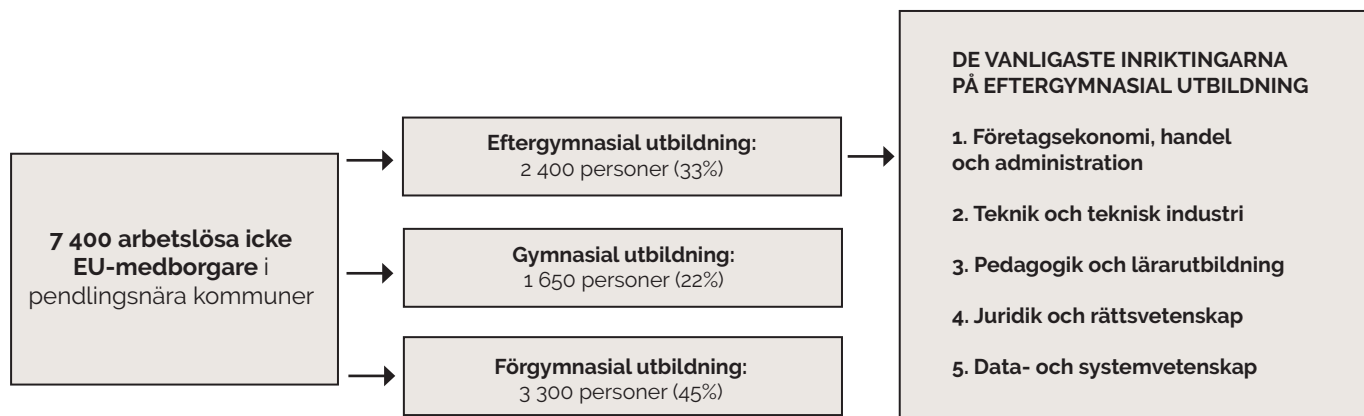 7 400 arbetslösa icke
EU-medborgare i
pendlingsnära kommuner
Eftergymnasial utbildning:
2 400 personer (33%)
Gymnasial utbildning:
1 650 personer (22%)
Förgymnasial utbildning:
3 300 personer (45%)
DE VANLIGASTE INRIKTINGARNA
PÅ EFTERGYMNASIAL UTBILDNING
1. Företagsekonomi, handel
och administration
2. Teknik och teknisk industri
3. Pedagogik och lärarutbildning
4. Juridik och rättsvetenskap
5. Data- och systemvetenskap